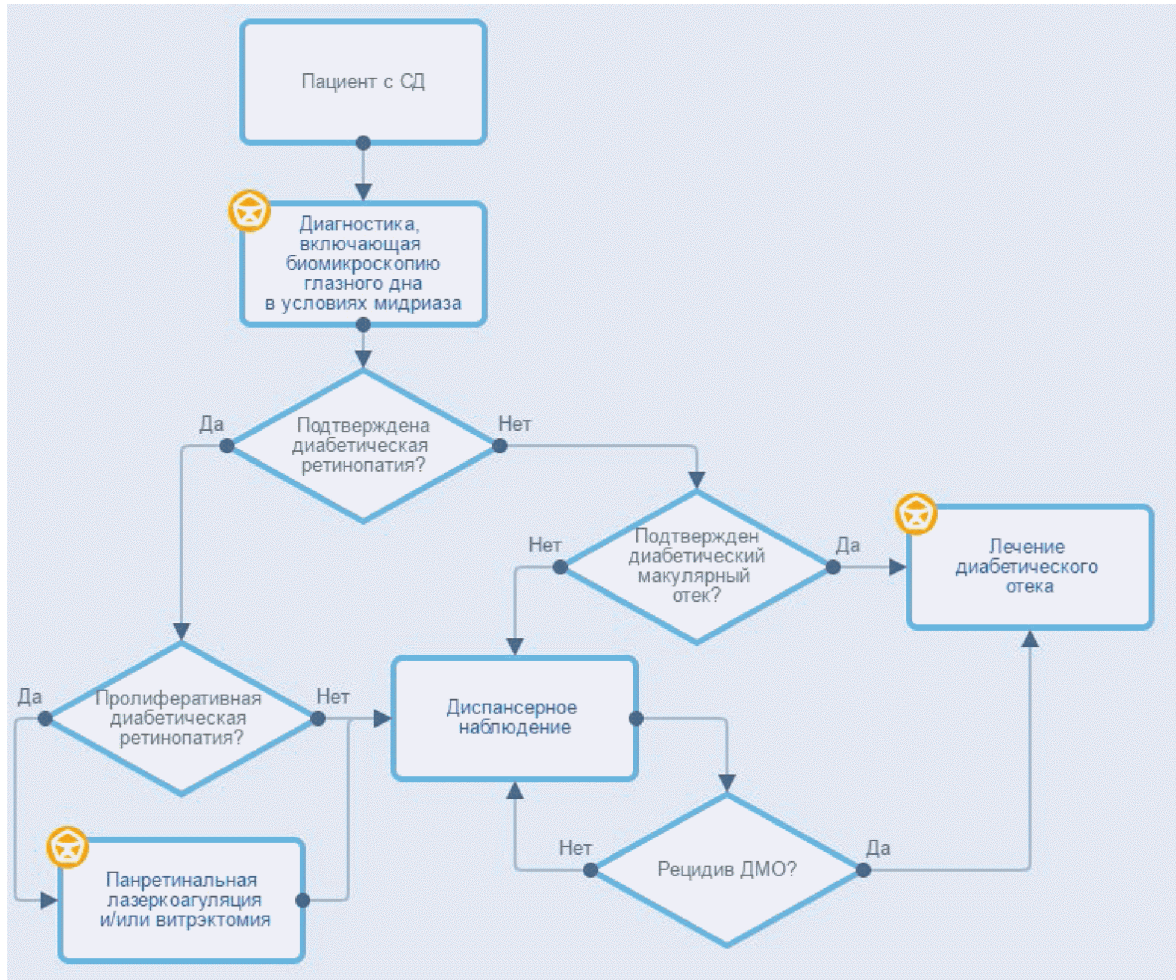 Пациент с СД
Диагностика,
включающая
биомикроскопию
глазного дна
в условиях мидриаза
Да
Подтверждена
диабетическая
ретинопатия?
Нет
Нет
Подтвержден
диабетический
макулярный
отек?
Да
Лечение
диабетического
отека
Да
Пролиферативная
диабетическая
ретинопатия?
Нет
Диспансерное
наблюдение
Нет
Рецидив ДМО?
Да
Панретинальная
лазеркоагуляция
и/или витрэктомия